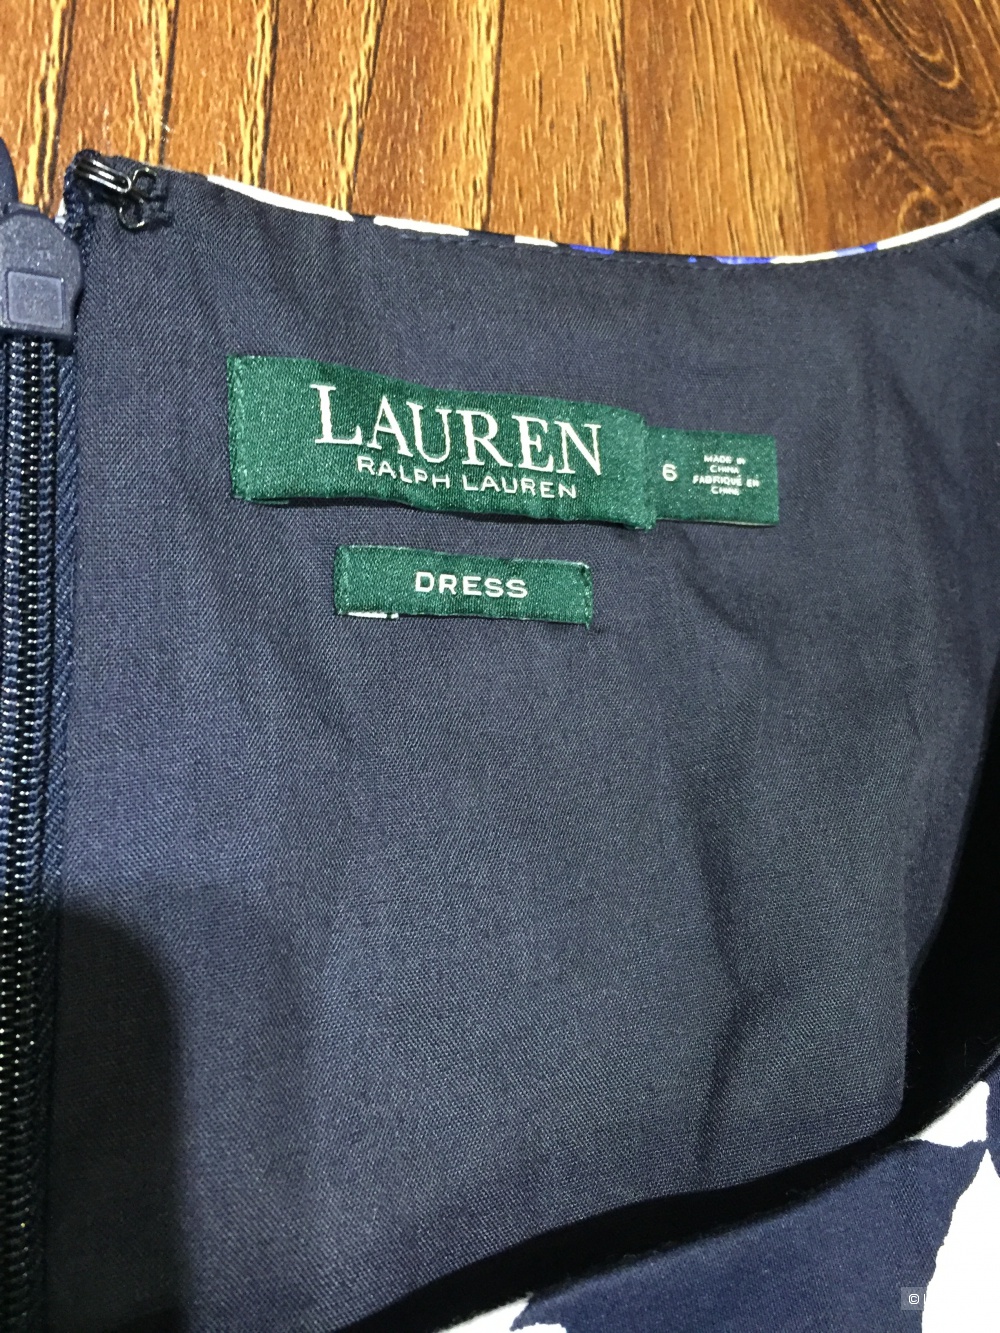 LAUREN
RALPH LAUREN
6
MADE IN
CHINA
FABRIQUÉ EN
CHINE
DRESS
©